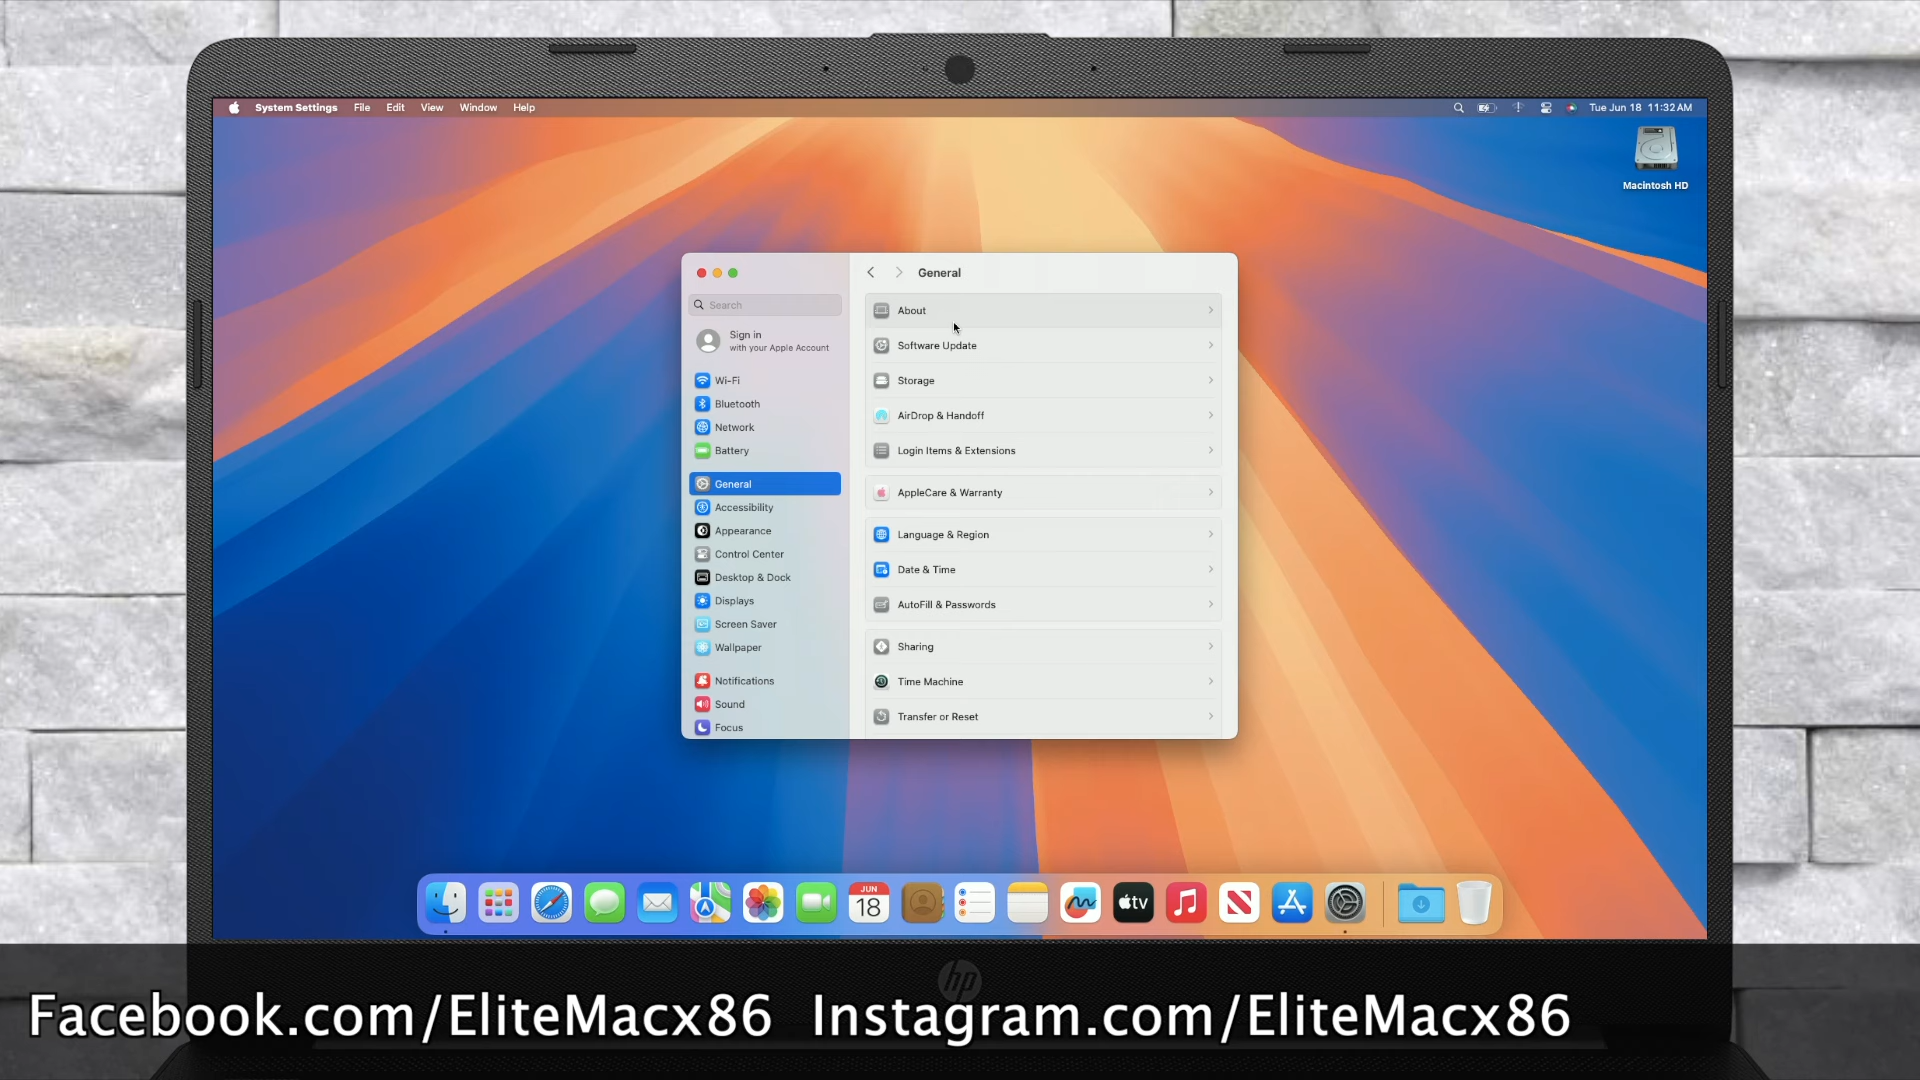 System Settings File Edit View Window Help Tue Jun 18 11:32 AM
Macintosh HD
General
Search
Sign in
with your Apple Account
Wi-Fi
Bluetooth
Network
Battery
General
Accessibility
Appearance
Control Center
Desktop & Dock
Displays
Screen Saver
Wallpaper
Notifications
Sound
Focus
About
Software Update
Storage
AirDrop & Handoff
Login Items & Extensions
AppleCare & Warranty
Language & Region
Date & Time
AutoFill & Passwords
Sharing
Time Machine
Transfer or Reset
JUN
18
tv
hp
Facebook.com/EliteMacx86 Instagram.com/EliteMacx86